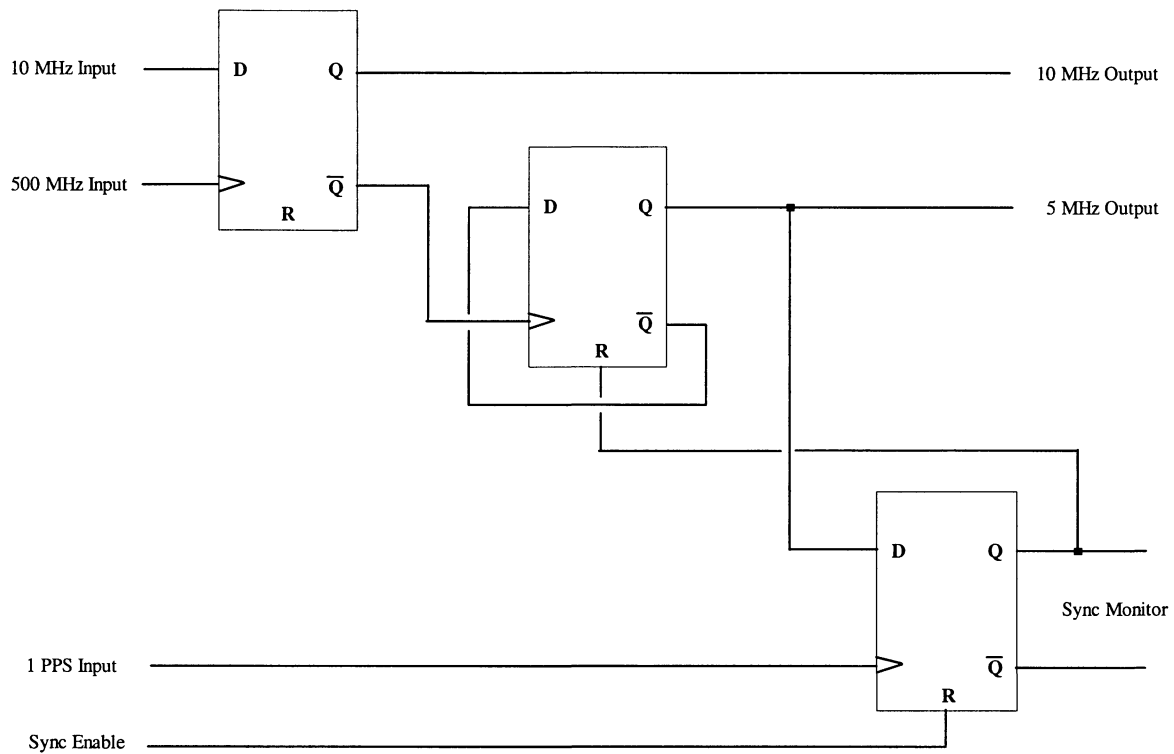 10 MHz Input
D
Q
10 MHz Output
500 MHz Input
Q̅
R
D
Q
5 MHz Output
Q̅
R
D
Q
Sync Monitor
1 PPS Input
Q̅
R
Sync Enable